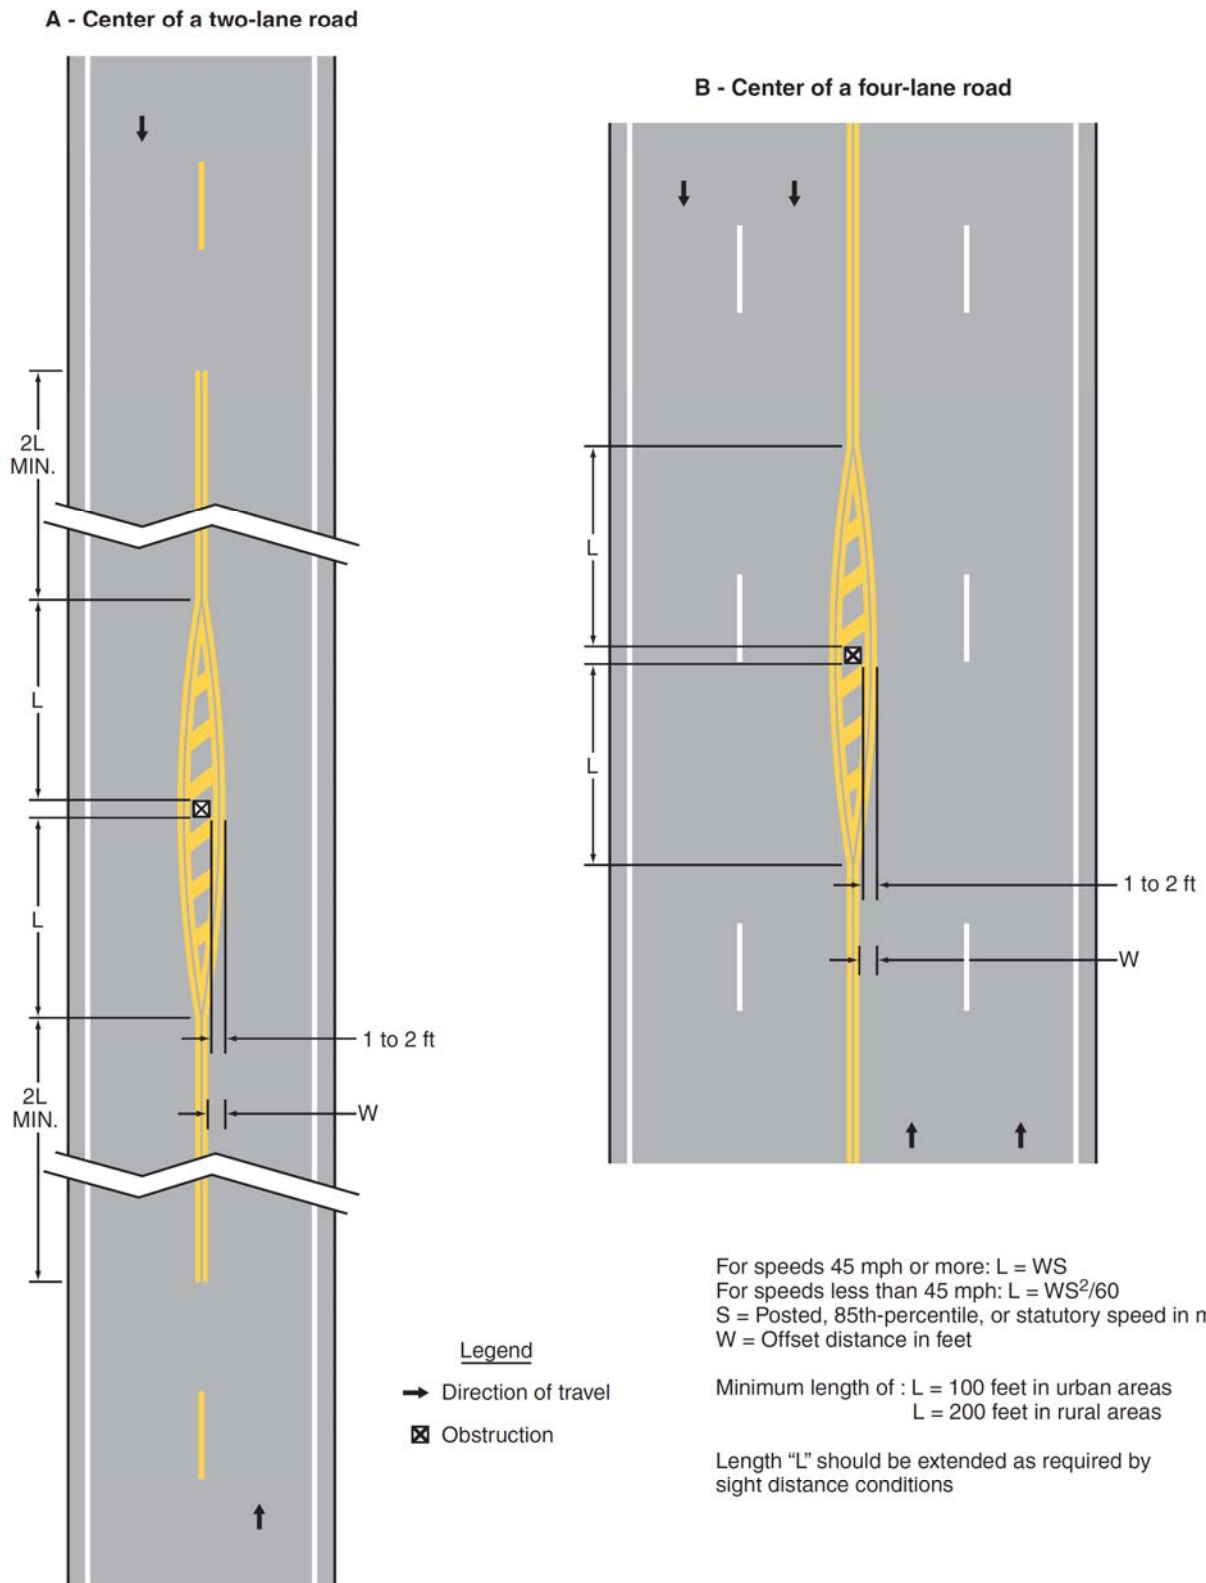 A - Center of a two-lane road
B - Center of a four-lane road
2L
MIN.
L
L
2L
MIN.
1 to 2 ft
W
L
L
1 to 2 ft
W
Legend
Direction of travel
Obstruction
For speeds 45 mph or more: L = WS
For speeds less than 45 mph: L = WS²/60
S = Posted, 85th-percentile, or statutory speed in
W = Offset distance in feet
Minimum length of : L = 100 feet in urban areas
L = 200 feet in rural areas
Length “L” should be extended as required by
sight distance conditions